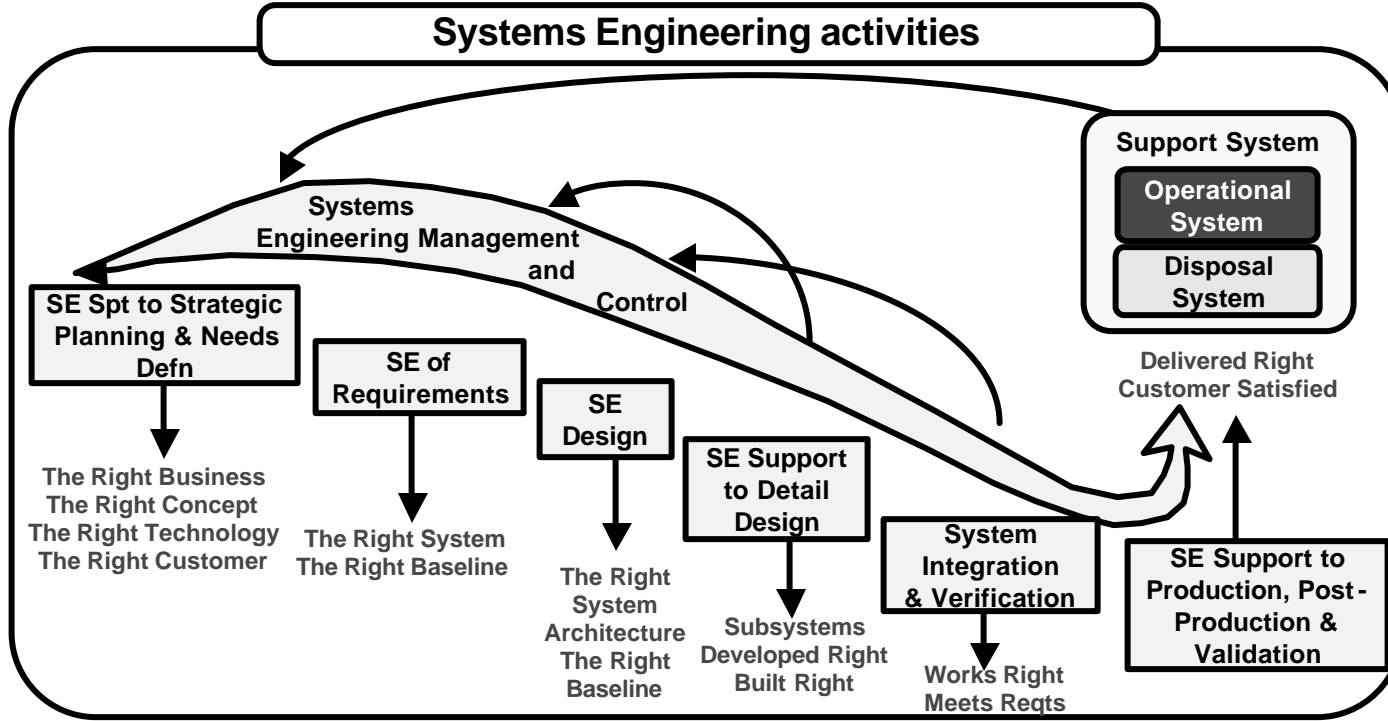 Systems Engineering activities
Support System
Operational
System
Disposal
System
Delivered Right
Customer Satisfied
Systems
Engineering Management
and
Control
SE Spt to Strategic
Planning & Needs
Defn
The Right Business
The Right Concept
The Right Technology
The Right Customer
SE of
Requirements
The Right System
The Right Baseline
SE
Design
The Right
System
Architecture
The Right
Baseline
SE Support
to Detail
Design
Subsystems
Developed Right
Built Right
System
Integration
& Verification
Works Right
Meets Reqts
SE Support to
Production, Post-
Production &
Validation